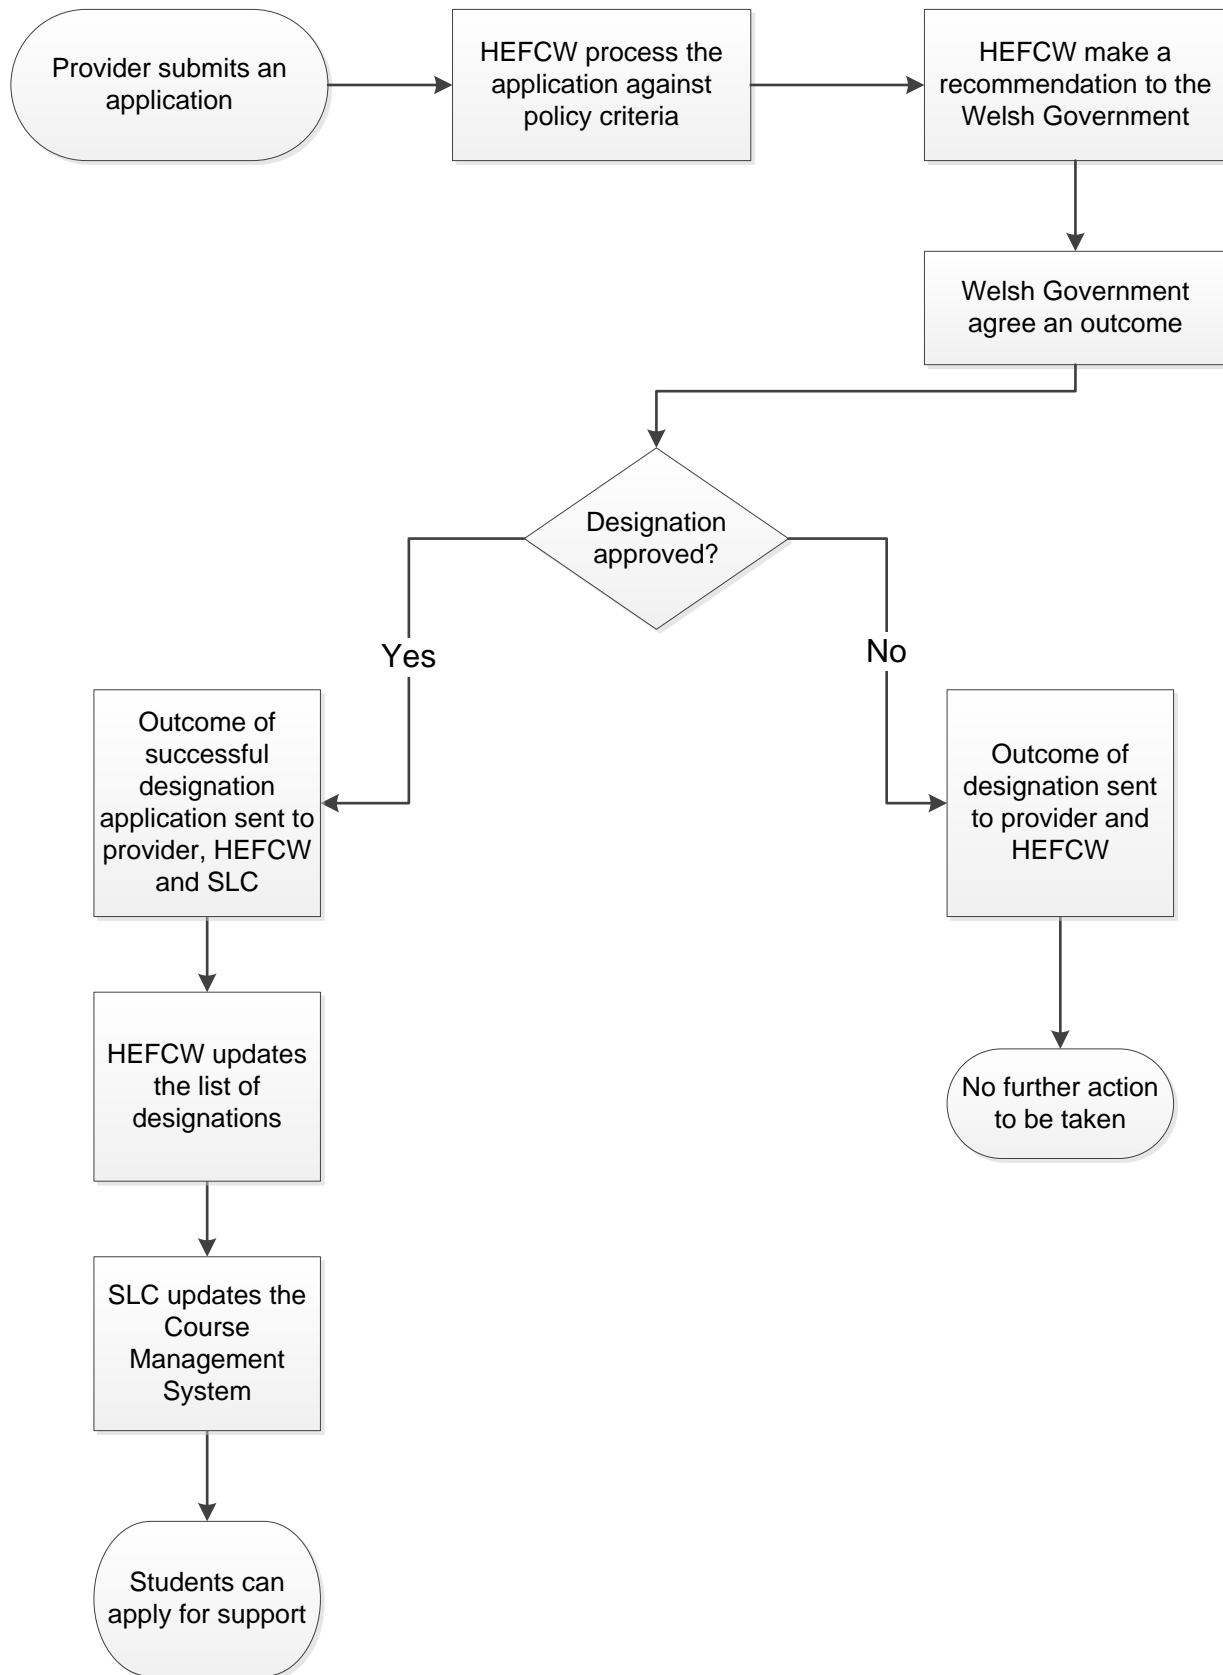 Provider submits an
application
HEFCW process the
application against
policy criteria
HEFCW make a
recommendation to the
Welsh Government
Welsh Government
agree an outcome
Designation
approved?
Yes
No
Outcome of
successful
designation
application sent to
provider, HEFCW
and SLC
Outcome of
designation sent
to provider and
HEFCW
HEFCW updates
the list of
designations
No further action
to be taken
SLC updates the
Course
Management
System
Students can
apply for support